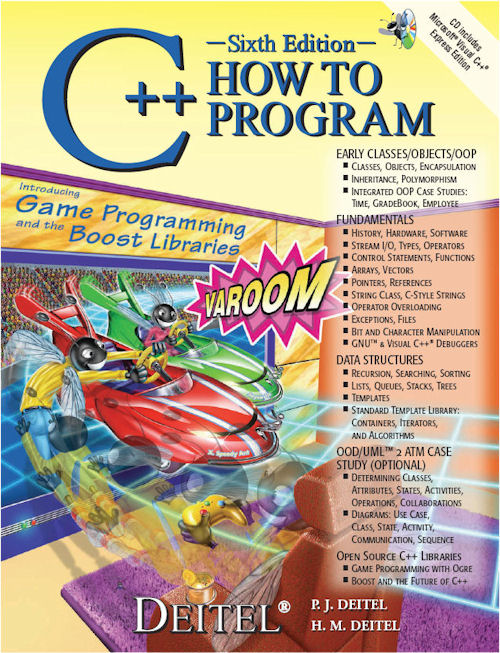 CD includes
Microsoft® Visual C++®
Express Edition
C++
Sixth Edition
HOW TO
PROGRAM
EARLY CLASSES/OBJECTS/OOP
■ CLASSES, OBJECTS, ENCAPSULATION
■ INHERITANCE, POLYMORPHISM
■ INTEGRATED OOP CASE STUDIES:
TIME, GRADEBOOK, EMPLOYEE
FUNDAMENTALS
■ HISTORY, HARDWARE, SOFTWARE
■ STREAM I/O, TYPES, OPERATORS
■ CONTROL STATEMENTS, FUNCTIONS
■ ARRAYS, VECTORS
■ POINTERS, REFERENCES
■ STRING CLASS, C-STYLE STRINGS
■ OPERATOR OVERLOADING
■ EXCEPTIONS, FILES
■ BIT AND CHARACTER MANIPULATION
■ GNU™ & VISUAL C++® DEBUGGERS
DATA STRUCTURES
■ RECURSION, SEARCHING, SORTING
■ LISTS, QUEUES, STACKS, TREES
■ TEMPLATES
■ STANDARD TEMPLATE LIBRARY:
CONTAINERS, ITERATORS,
AND ALGORITHMS
OOD/UML™ 2 ATM CASE
STUDY (OPTIONAL)
■ DETERMINING CLASSES,
ATTRIBUTES, STATES, ACTIVITIES,
OPERATIONS, COLLABORATIONS
■ DIAGRAMS: USE CASE,
CLASS, STATE, ACTIVITY,
COMMUNICATION, SEQUENCE
OPEN SOURCE C++ LIBRARIES
■ GAME PROGRAMMING WITH OGRE
■ BOOST AND THE FUTURE OF C++
Introducing
Game Programming
and the Boost Libraries
VAROOM
X. Speedy Ant
DEITEL®
P. J. DEITEL
H. M. DEITEL